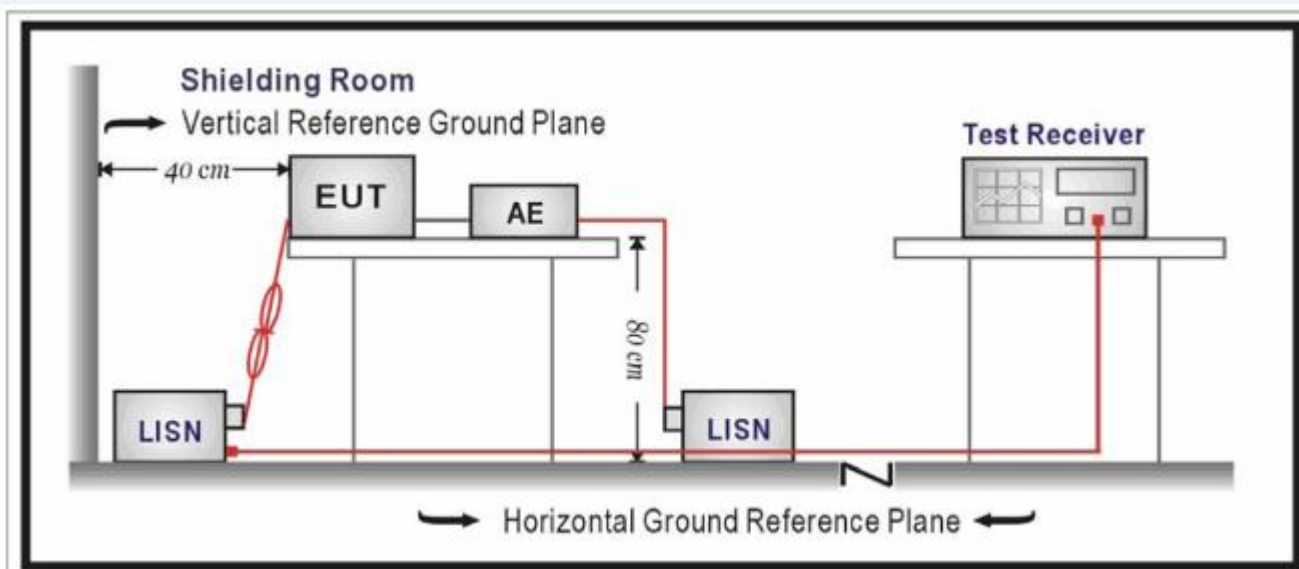 Shielding Room
Vertical Reference Ground Plane
Test Receiver
40 cm
EUT
AE
80 cm
LISN
LISN
Horizontal Ground Reference Plane